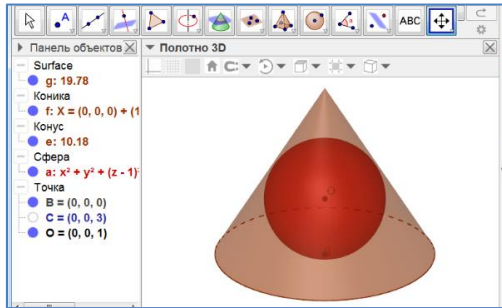 ABC
Панель объектов
Полотно 3D
Surface
g: 19.78
Коника
f: X = (0, 0, 0) + (1
Конус
e: 10.18
Сфера
a: x² + y² + (z - 1)
Точка
B = (0, 0, 0)
C = (0, 0, 3)
O = (0, 0, 1)
O